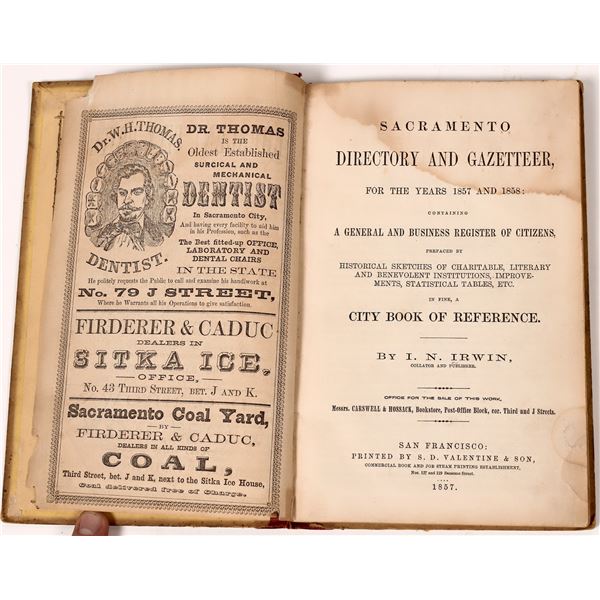 Dr. W. H. THOMAS,
DENTIST.
DR THOMAS
IS THE
Oldest Established
SURGICAL AND
MECHANICAL
DENTIST
In Sacramento City,
And having every facility to aid him
in his Profession, such as the
The Best fitted-up OFFICE,
LABORATORY AND
DENTAL CHAIRS
IN THE STATE
He politely requests the Public to call and examine his handiwork at
No. 79 J STREET,
Where he Warrants all his Operations to give satisfaction.
FIRDERER & CADUC
DEALERS IN
SITKA ICE,
OFFICE,
No. 43 THIRD STREET, BET. J AND K.
Sacramento Coal Yard,
BY
FIRDERER & CADUC,
DEALERS IN ALL KINDS OF
COAL,
Third Street, bet. J and K, next to the Sitka Ice House,
Coal delivered free of Charge.
SACRAMENTO
DIRECTORY AND GAZETTEER,
FOR THE YEARS 1857 AND 1858:
CONTAINING
A GENERAL AND BUSINESS REGISTER OF CITIZENS,
PREFACED BY
HISTORICAL SKETCHES OF CHARITABLE, LITERARY
AND BENEVOLENT INSTITUTIONS, IMPROVE-
MENTS, STATISTICAL TABLES, ETC.
IN FINE, A
CITY BOOK OF REFERENCE.
BY I. N. IRWIN,
COLLATOR AND PUBLISHER.
OFFICE FOR THE SALE OF THIS WORK,
Messrs. CARSWELL & HOSSACK, Bookstore, Post-Office Block, cor. Third and J Streets.
SAN FRANCISCO:
PRINTED BY S. D. VALENTINE & SON,
COMMERCIAL BOOK AND JOB STEAM PRINTING ESTABLISHMENT,
Nos. 127 and 129 Sansome Street.
1857.